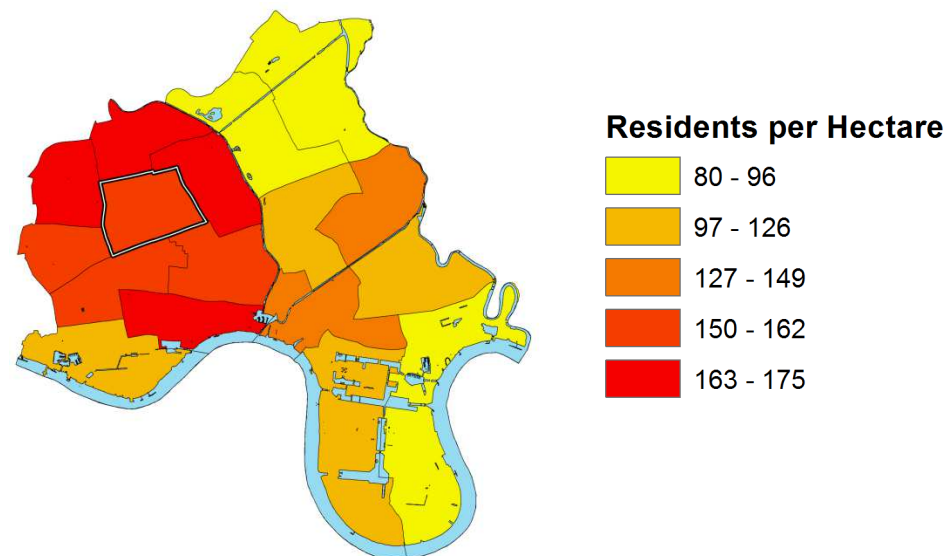 Residents per Hectare
80 - 96
97 - 126
127 - 149
150 - 162
163 - 175